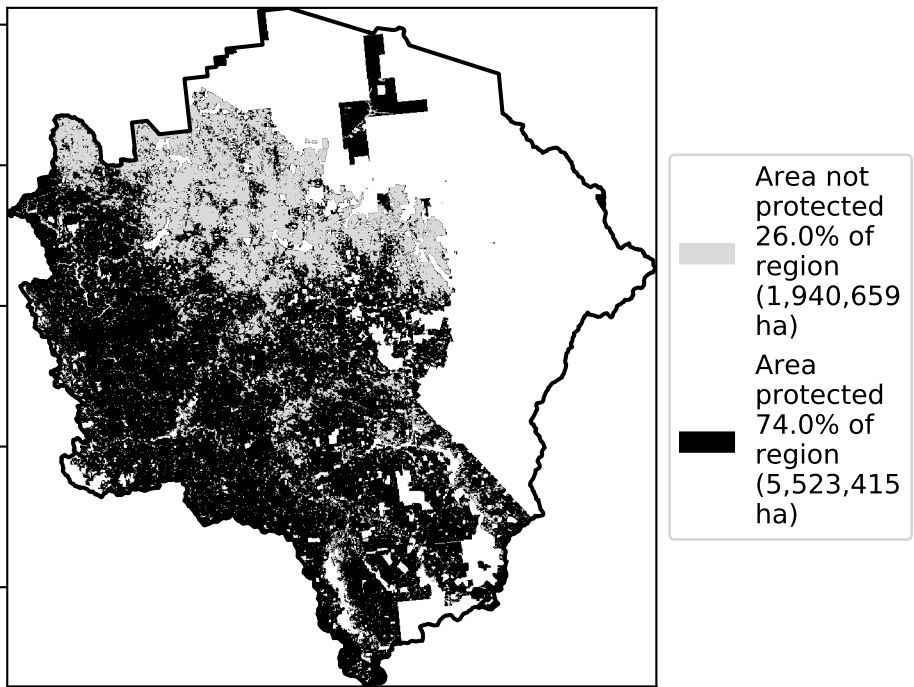 Area not
protected
26.0% of
region
(1,940,659
ha)
Area
protected
74.0% of
region
(5,523,415
ha)